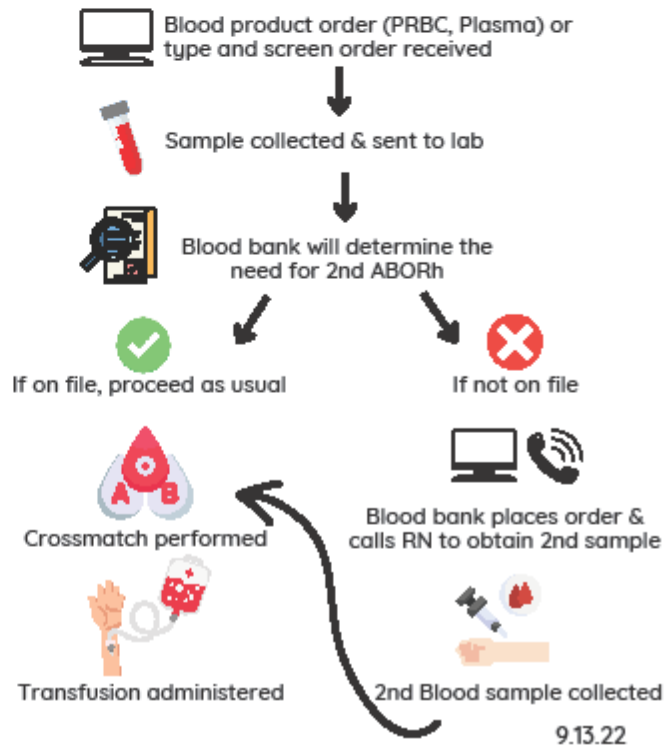 Blood product order (PRBC, Plasma) or
type and screen order received
Sample collected & sent to lab
Blood bank will determine the
need for 2nd ABORh
If on file, proceed as usual
If not on file
A B
Crossmatch performed
Blood bank places order &
calls RN to obtain 2nd sample
Transfusion administered
2nd Blood sample collected
9.13.22